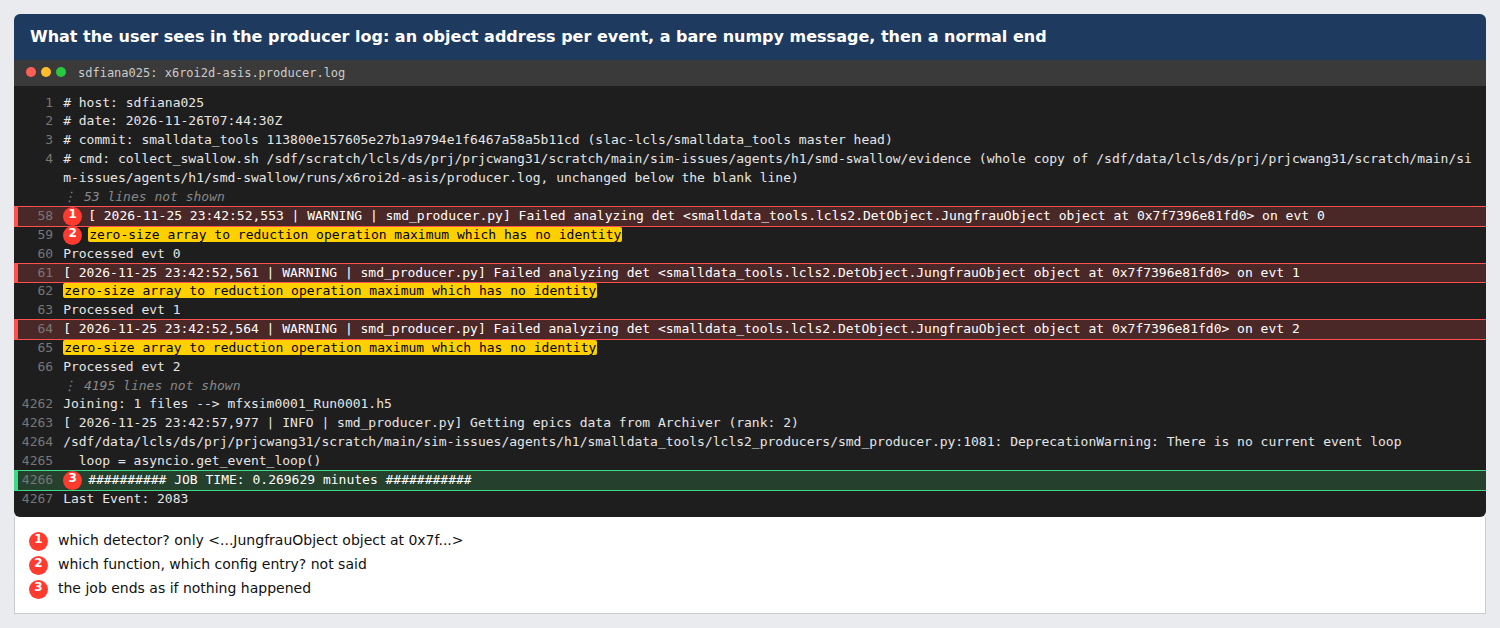 What the user sees in the producer log: an object address per event, a bare numpy message, then a normal end
sdfiana025: x6roi2d-asis.producer.log
1 # host: sdfiana025
2 # date: 2026-11-26T07:44:30Z
3 # commit: smalldata_tools 113800e157605e27b1a9794e1f6467a58a5b11cd (slac-lcls/smalldata_tools master head)
4 # cmd: collect_swallow.sh /sdf/scratch/lcls/ds/prj/prjcwang31/scratch/main/sim-issues/agents/h1/smd-swallow/evidence (whole copy of /sdf/data/lcls/ds/prj/prjcwang31/scratch/main/si
m-issues/agents/h1/smd-swallow/runs/x6roi2d-asis/producer.log, unchanged below the blank line)
⋮ 53 lines not shown
58 1 [ 2026-11-25 23:42:52,553 | WARNING | smd_producer.py] Failed analyzing det <smalldata_tools.lcls2.DetObject.JungfrauObject object at 0x7f7396e81fd0> on evt 0
59 2 zero-size array to reduction operation maximum which has no identity
60 Processed evt 0
61 [ 2026-11-25 23:42:52,561 | WARNING | smd_producer.py] Failed analyzing det <smalldata_tools.lcls2.DetObject.JungfrauObject object at 0x7f7396e81fd0> on evt 1
62 zero-size array to reduction operation maximum which has no identity
63 Processed evt 1
64 [ 2026-11-25 23:42:52,564 | WARNING | smd_producer.py] Failed analyzing det <smalldata_tools.lcls2.DetObject.JungfrauObject object at 0x7f7396e81fd0> on evt 2
65 zero-size array to reduction operation maximum which has no identity
66 Processed evt 2
⋮ 4195 lines not shown
4262 Joining: 1 files --> mfxsim0001_Run0001.h5
4263 [ 2026-11-25 23:42:57,977 | INFO | smd_producer.py] Getting epics data from Archiver (rank: 2)
4264 /sdf/data/lcls/ds/prj/prjcwang31/scratch/main/sim-issues/agents/h1/smalldata_tools/lcls2_producers/smd_producer.py:1081: DeprecationWarning: There is no current event loop
4265 loop = asyncio.get_event_loop()
4266 3 ########## JOB TIME: 0.269629 minutes ###########
4267 Last Event: 2083
1 which detector? only <...JungfrauObject object at 0x7f...>
2 which function, which config entry? not said
3 the job ends as if nothing happened